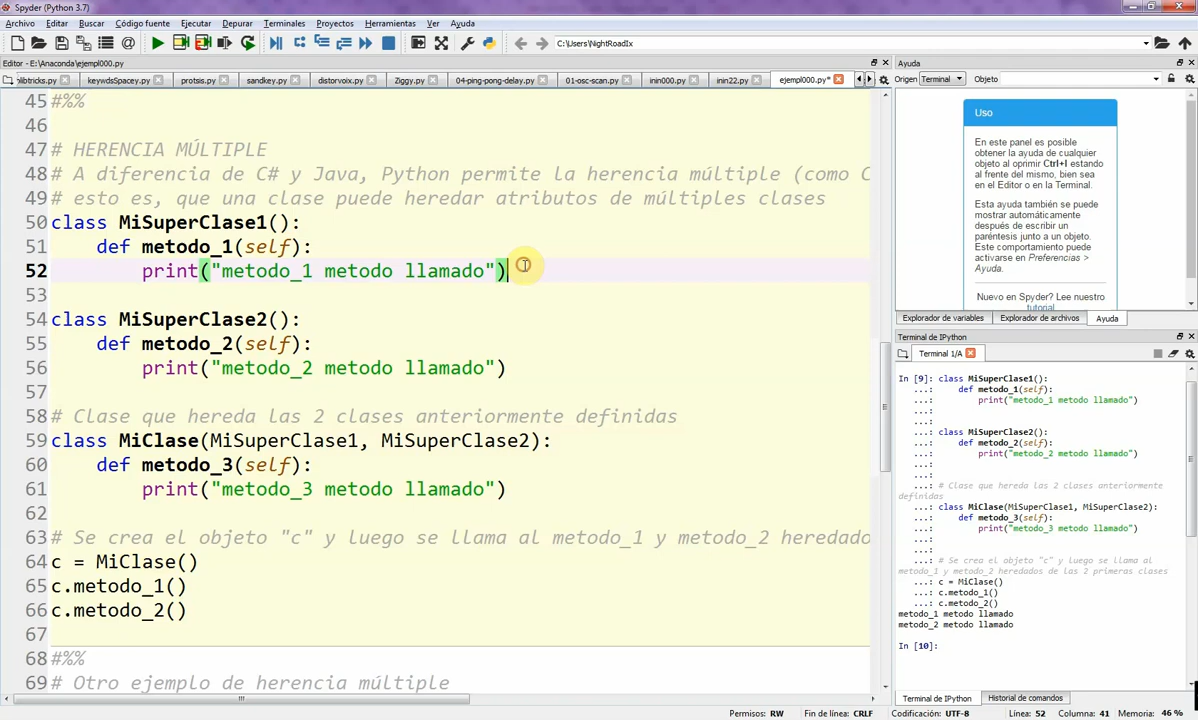 Spyder (Python 3.7)
Archivo Editar Buscar Código fuente Ejecutar Depurar Terminales Proyectos Herramientas Ver Ayuda
C:\Users\NightRoadIx
Editor - E:\Anaconda\ejempl000.py
keywdsSpacey.py protsis.py sandkey.py distorvoix.py Ziggy.py 04-ping-pong-delay.py 01-osc-scan.py inin000.py inin22.py ejempl000.py*
45 #%%
46
47 # HERENCIA MÚLTIPLE
48 # A diferencia de C# y Java, Python permite la herencia múltiple (como C
49 # esto es, que una clase puede heredar atributos de múltiples clases
50 class MiSuperClase1():
51 def metodo_1(self):
52 print("metodo_1 metodo llamado")
53
54 class MiSuperClase2():
55 def metodo_2(self):
56 print("metodo_2 metodo llamado")
57
58 # Clase que hereda las 2 clases anteriormente definidas
59 class MiClase(MiSuperClase1, MiSuperClase2):
60 def metodo_3(self):
61 print("metodo_3 metodo llamado")
62
63 # Se crea el objeto "c" y luego se llama al metodo_1 y metodo_2 heredado
64 c = MiClase()
65 c.metodo_1()
66 c.metodo_2()
67
68 #%%
69 # Otro ejemplo de herencia múltiple
Ayuda
Origen Terminal Objeto
Uso
En este panel es posible
obtener la ayuda de cualquier
objeto al oprimir Ctrl+I estando
al frente del mismo, bien sea
en el Editor o en la Terminal.
Esta ayuda también se puede
mostrar automáticamente
después de escribir un
paréntesis junto a un objeto.
Este comportamiento puede
activarse en Preferencias >
Ayuda.
Nuevo en Spyder? Lee nuestro
tutorial
Explorador de variables Explorador de archivos Ayuda
Terminal de IPython
Terminal 1/A
In [9]: class MiSuperClase1():
...: def metodo_1(self):
...: print("metodo_1 metodo llamado")
...:
...: class MiSuperClase2():
...: def metodo_2(self):
...: print("metodo_2 metodo llamado")
...:
...:
...: # Clase que hereda las 2 clases anteriormente
definidas
...: class MiClase(MiSuperClase1, MiSuperClase2):
...: def metodo_3(self):
...: print("metodo_3 metodo llamado")
...:
...:
...: # Se crea el objeto "c" y luego se llama al
metodo_1 y metodo_2 heredados de las 2 primeras clases
...: c = MiClase()
...: c.metodo_1()
...: c.metodo_2()
metodo_1 metodo llamado
metodo_2 metodo llamado
In [10]:
Terminal de IPython Historial de comandos
Permisos: RW Fin de línea: CRLF Codificación: UTF-8 Línea: 52 Columna: 41 Memoria: 46 %